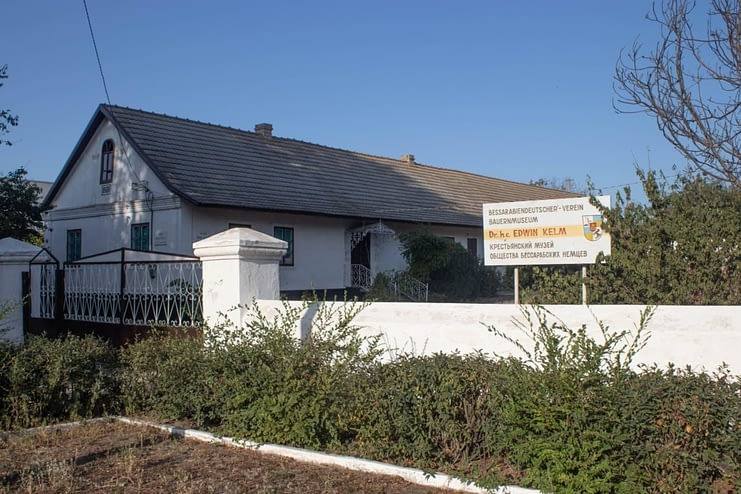 BESSARABIENDEUTSCHER-VEREIN
BAUERNMUSEUM
Dr.h.c. EDWIN KELM
КРЕСТЬЯНСКИЙ МУЗЕЙ
ОБЩЕСТВА БЕССАРАБСКИХ НЕМЦЕВ